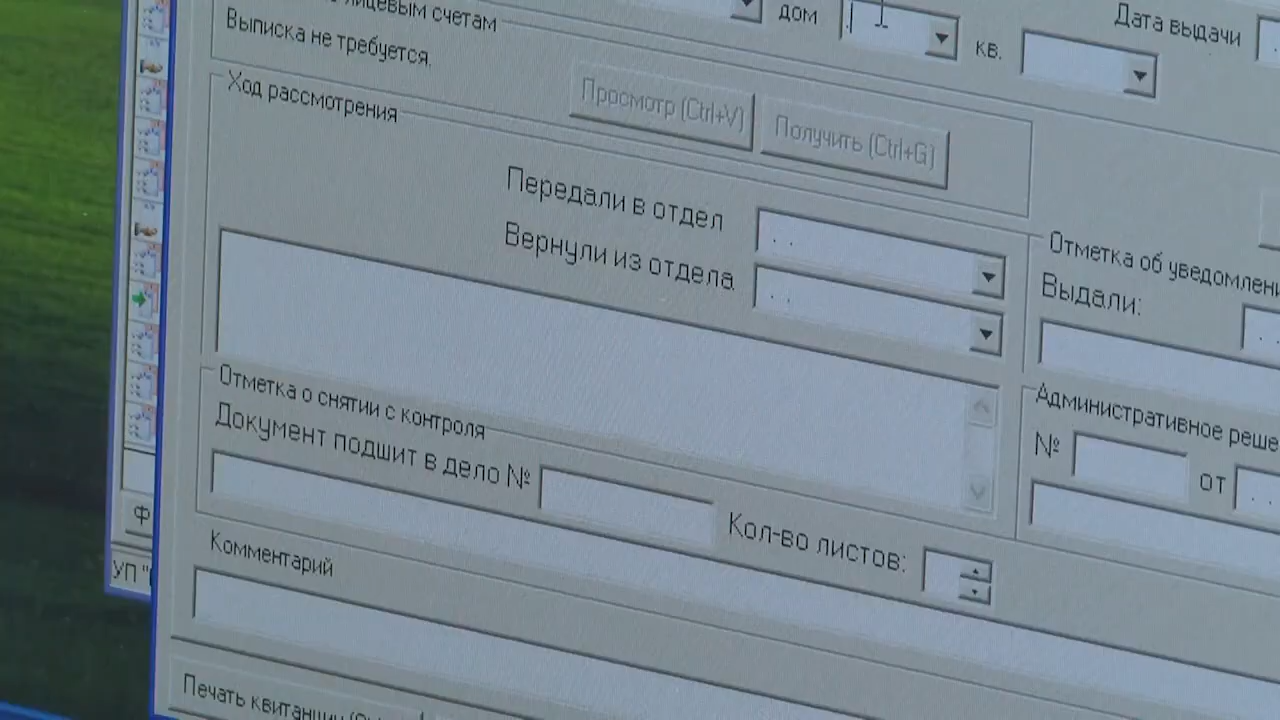 лицевым счетам
дом
кв.
Дата выдачи
Выписка не требуется.
Просмотр (Ctrl+V)
Получить (Ctrl+G)
Ход рассмотрения
Передали в отдел
Вернули из отдела
Отметка об уведомлени
Выдали:
Отметка о снятии с контроля
Документ подшит в дело №
Кол-во листов:
Административное реше
№
от
Комментарий
Печать квитанции
Ф
УП "